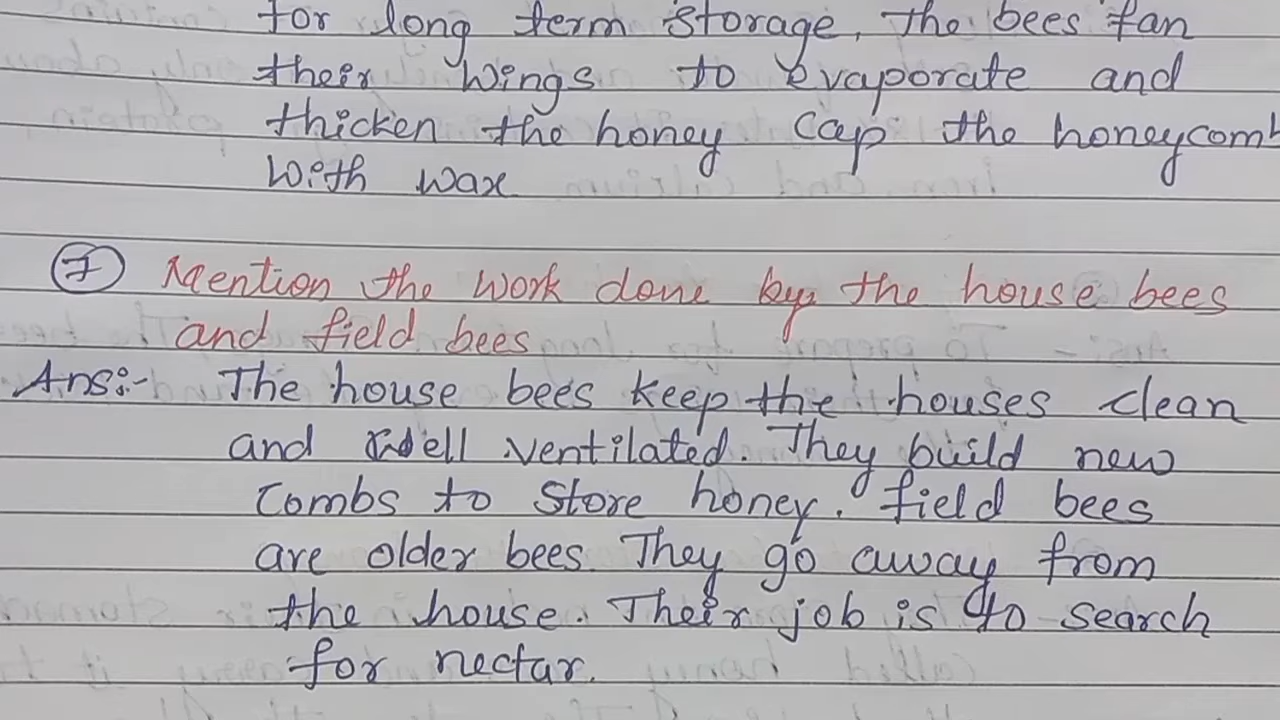 for long term storage, the bees fan
their wings to evaporate and
thicken the honey cap the honeycomb
with wax
7 Mention the work done by the house bees
and field bees
Ans:- The house bees keep the houses clean
and well ventilated. They build new
combs to store honey. field bees
are older bees. They go away from
the house. Their job is to search
for nectar.